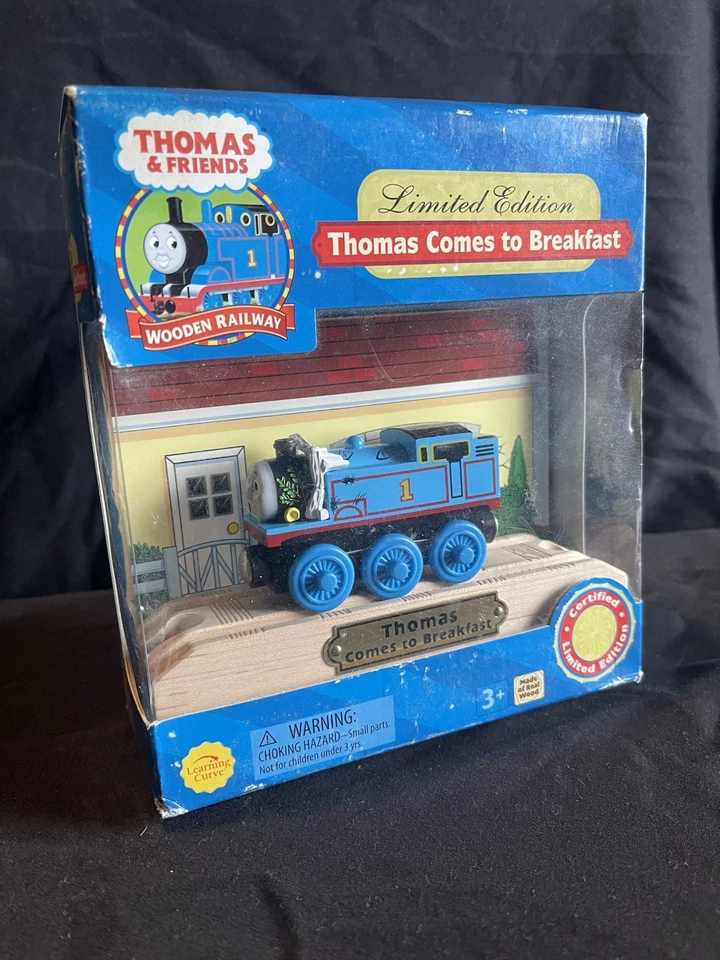 THOMAS
& FRIENDS
1
WOODEN RAILWAY
Limited Edition
Thomas Comes to Breakfast
1
Thomas
Comes to Breakfast
Certified
Limited Edition
3+
Made
of Real
Wood
WARNING:
CHOKING HAZARD—Small parts.
Not for children under 3 yrs.
Learning
Curve